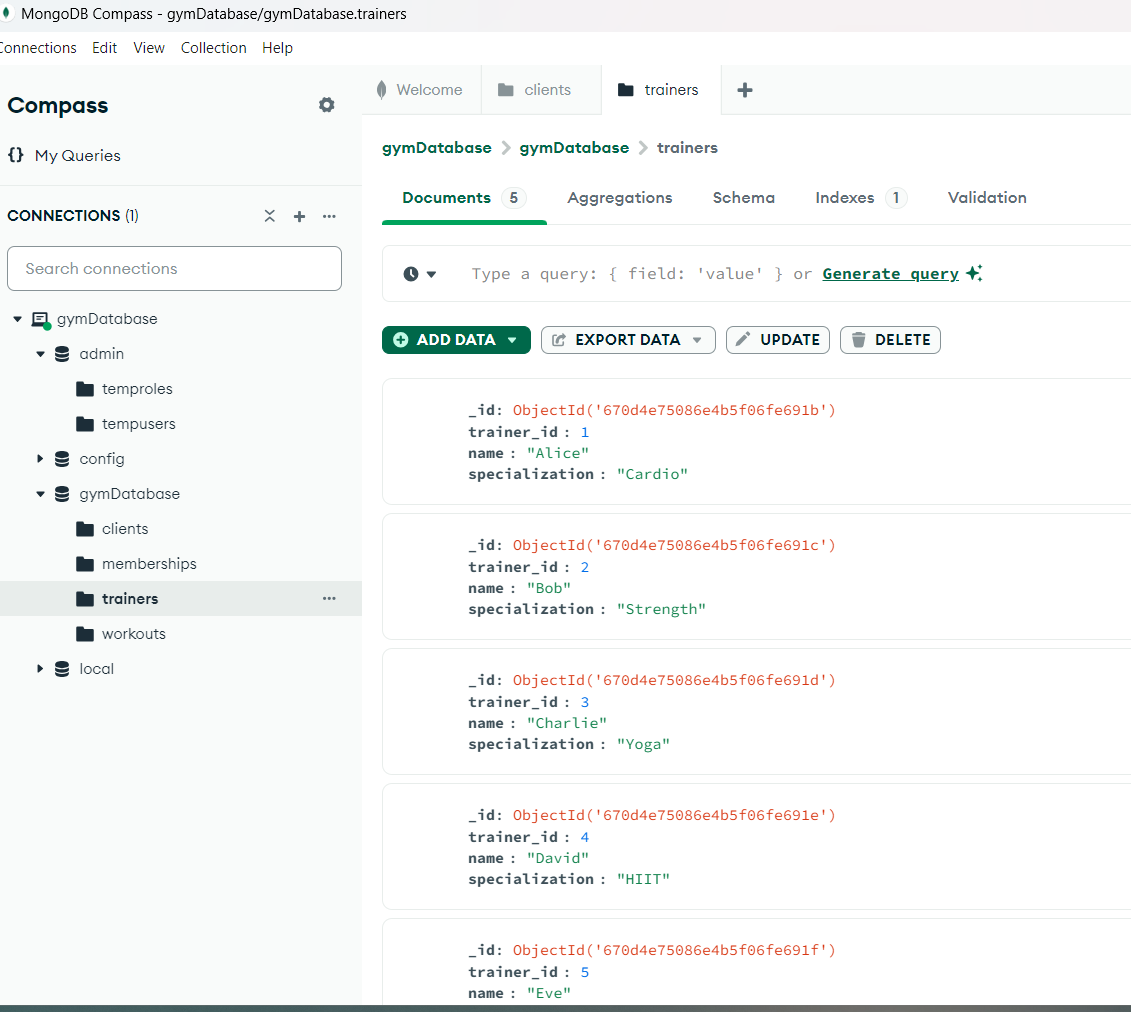 MongoDB Compass - gymDatabase/gymDatabase.trainers
Connections Edit View Collection Help
Compass
My Queries
CONNECTIONS (1)
Search connections
gymDatabase
admin
temproles
tempusers
config
gymDatabase
clients
memberships
trainers
workouts
local
Welcome clients trainers
gymDatabase > gymDatabase > trainers
Documents 5 Aggregations Schema Indexes 1 Validation
Type a query: { field: 'value' } or Generate query
ADD DATA EXPORT DATA UPDATE DELETE
_id: ObjectId('670d4e75086e4b5f06fe691b')
trainer_id : 1
name : "Alice"
specialization : "Cardio"
_id: ObjectId('670d4e75086e4b5f06fe691c')
trainer_id : 2
name : "Bob"
specialization : "Strength"
_id: ObjectId('670d4e75086e4b5f06fe691d')
trainer_id : 3
name : "Charlie"
specialization : "Yoga"
_id: ObjectId('670d4e75086e4b5f06fe691e')
trainer_id : 4
name : "David"
specialization : "HIIT"
_id: ObjectId('670d4e75086e4b5f06fe691f')
trainer_id : 5
name : "Eve"